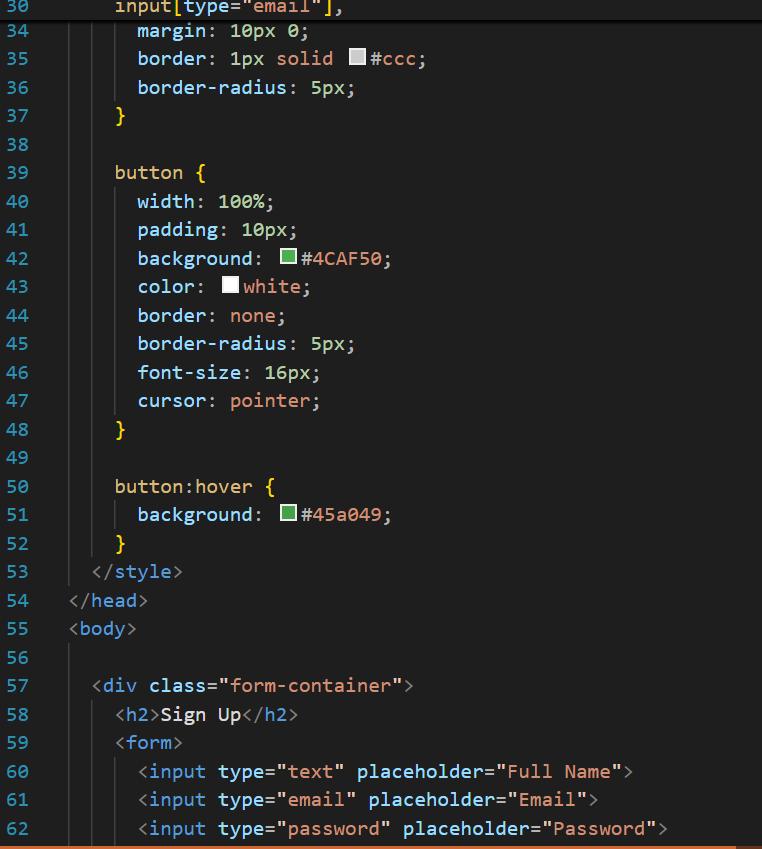 30 input[type="email"],
34 margin: 10px 0;
35 border: 1px solid #ccc;
36 border-radius: 5px;
37 }
38
39 button {
40 width: 100%;
41 padding: 10px;
42 background: #4CAF50;
43 color: white;
44 border: none;
45 border-radius: 5px;
46 font-size: 16px;
47 cursor: pointer;
48 }
49
50 button:hover {
51 background: #45a049;
52 }
53 </style>
54 </head>
55 <body>
56
57 <div class="form-container">
58 <h2>Sign Up</h2>
59 <form>
60 <input type="text" placeholder="Full Name">
61 <input type="email" placeholder="Email">
62 <input type="password" placeholder="Password">